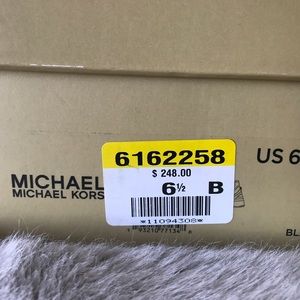 6162258
$ 248.00
6½ B
*11094308*
US 6
MICHAEL
MICHAEL KORS
BL